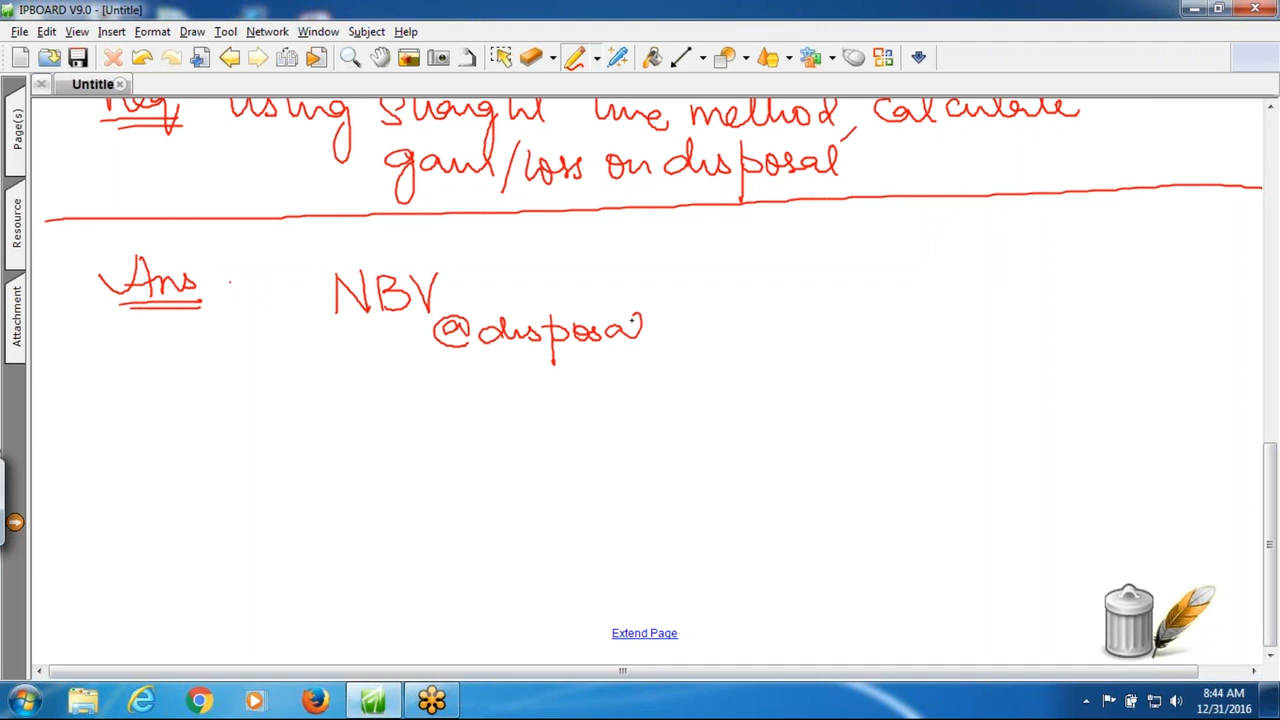 IPBOARD V9.0 - [Untitled]
File Edit View Insert Format Draw Tool Network Window Subject Help
Untitle
Page(s)
Resource
Attachment
Req Using Straight line method, calculate
gain/loss on disposal
Ans NBV
@disposal
Extend Page
8:44 AM
12/31/2016